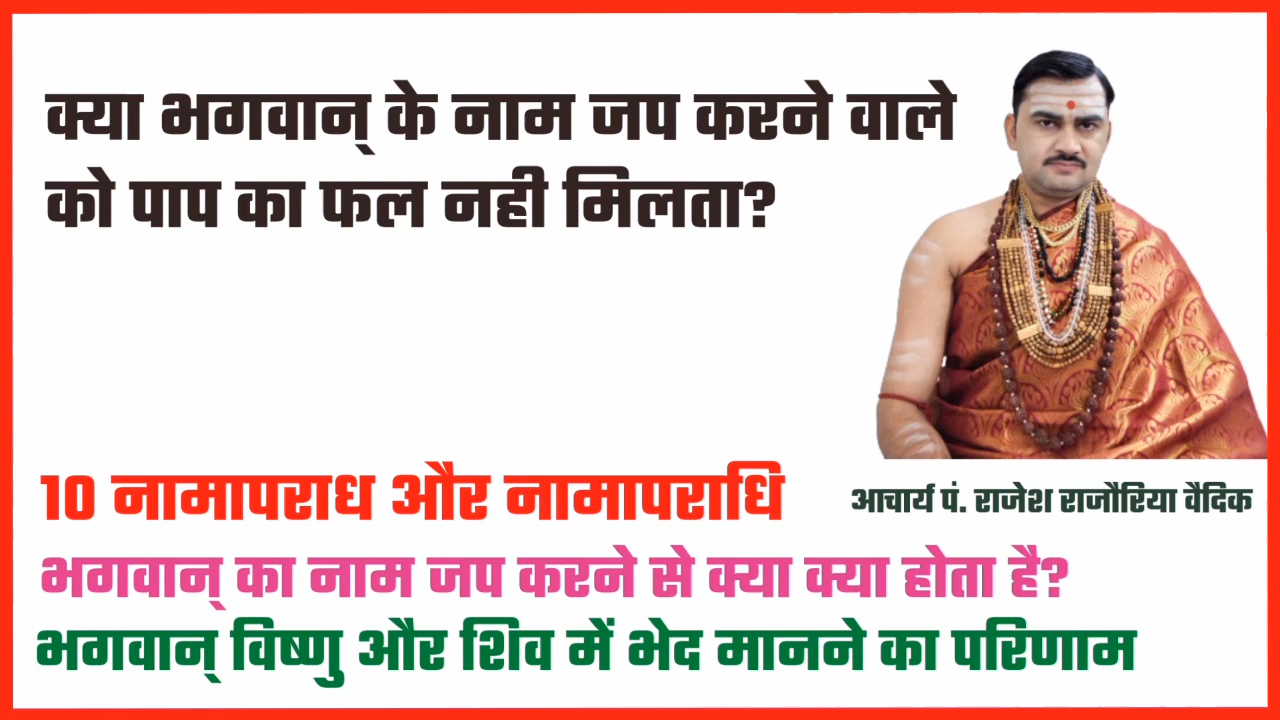 क्या भगवान् के नाम जप करने वाले
को पाप का फल नही मिलता?
10 नामापराध और नामापराधि
आचार्य पं. राजेश राजौरिया वैदिक
भगवान् का नाम जप करने से क्या क्या होता है?
भगवान् विष्णु और शिव में भेद मानने का परिणाम